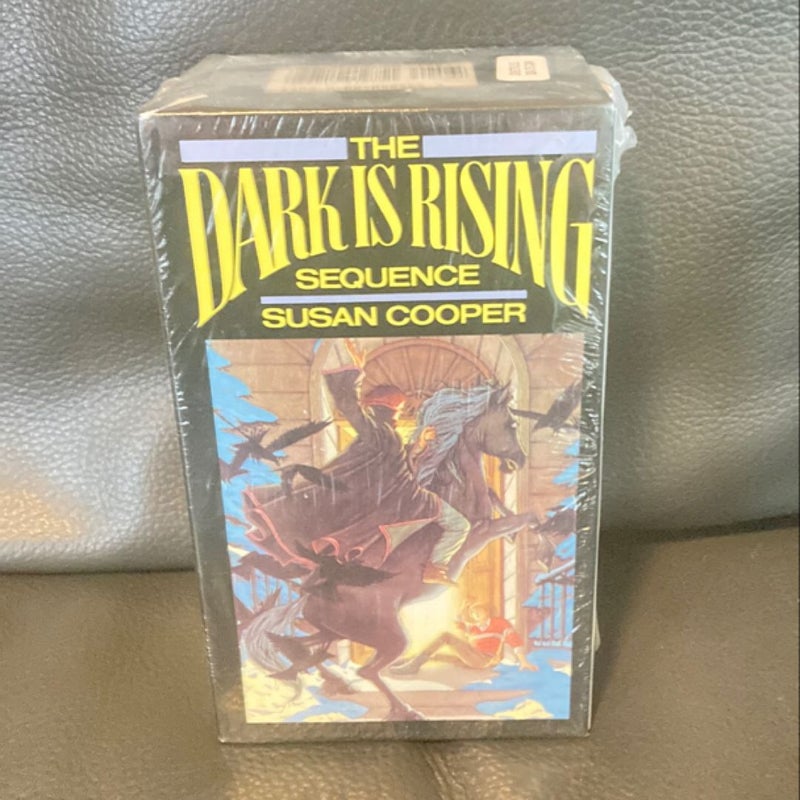 THE
DARK IS RISING
SEQUENCE
SUSAN COOPER